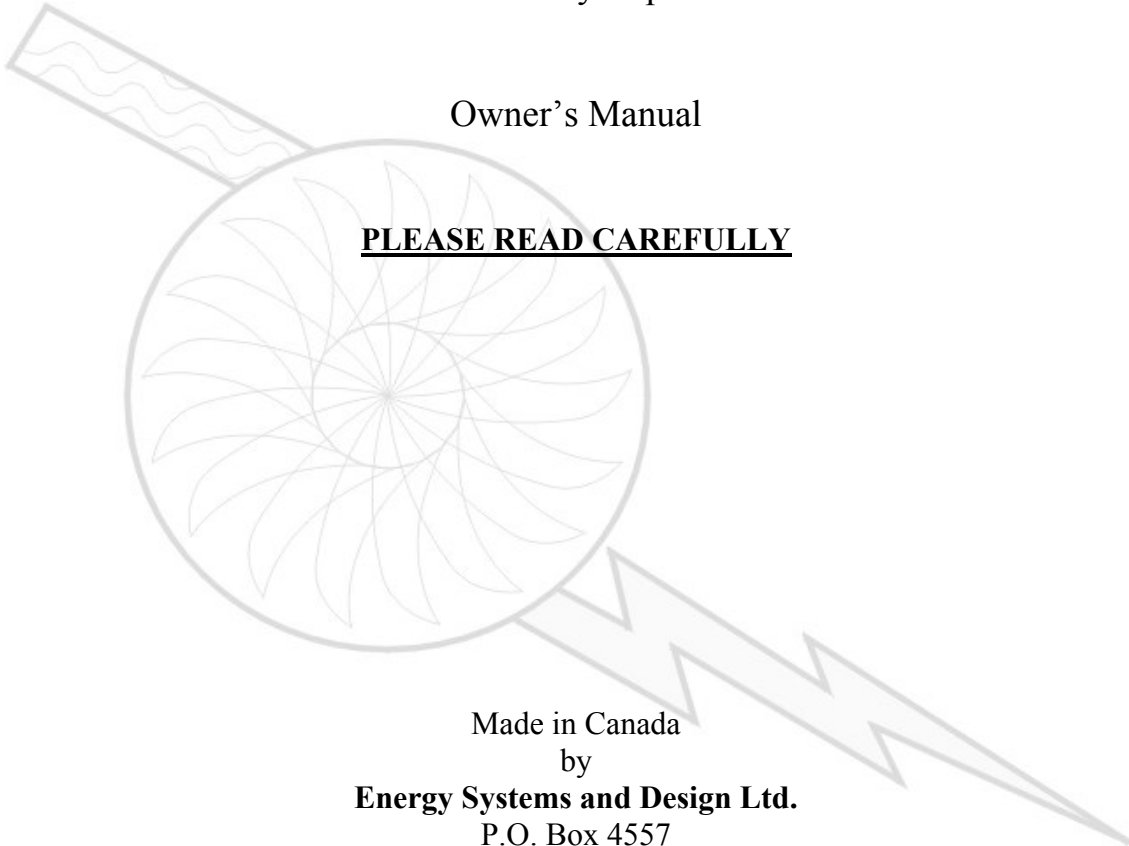 Owner’s Manual
PLEASE READ CAREFULLY
Made in Canada
by
Energy Systems and Design Ltd.
P.O. Box 4557